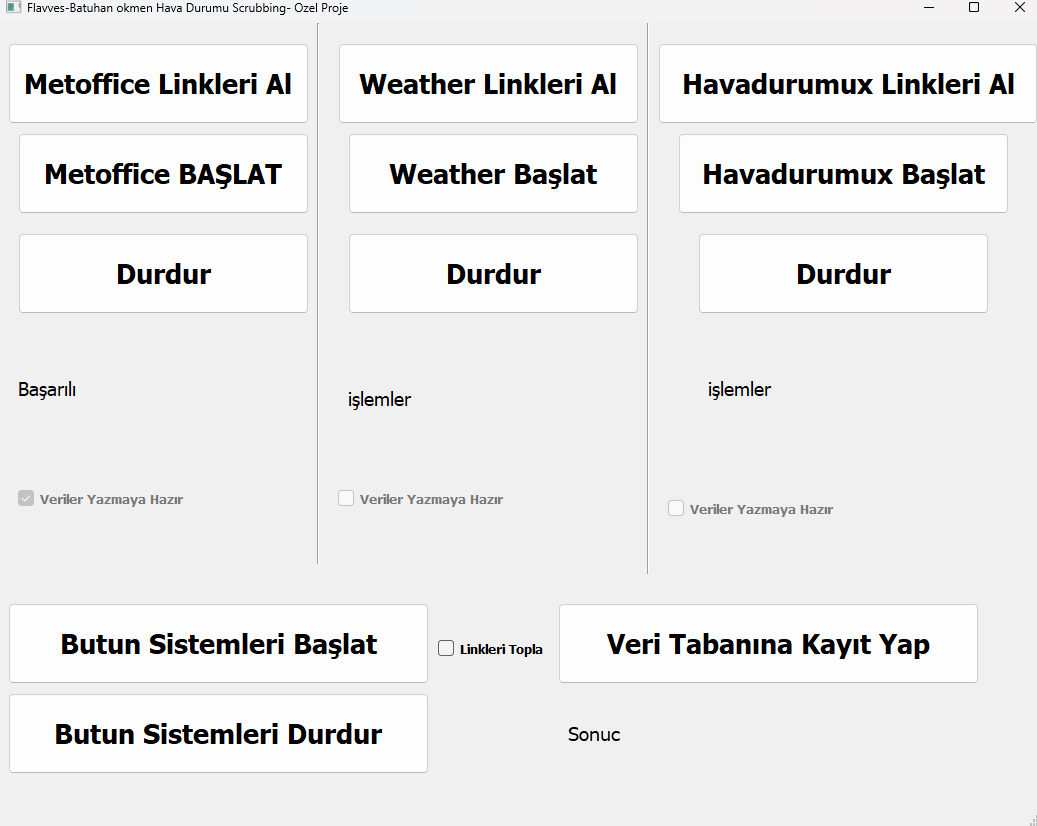 Flavves-Batuhan okmen Hava Durumu Scrubbing- Ozel Proje
Metoffice Linkleri Al
Weather Linkleri Al
Havadurumux Linkleri Al
Metoffice BAŞLAT
Weather Başlat
Havadurumux Başlat
Durdur
Durdur
Durdur
Başarılı
işlemler
işlemler
Veriler Yazmaya Hazır
Veriler Yazmaya Hazır
Veriler Yazmaya Hazır
Butun Sistemleri Başlat
Linkleri Topla
Veri Tabanına Kayıt Yap
Butun Sistemleri Durdur
Sonuc